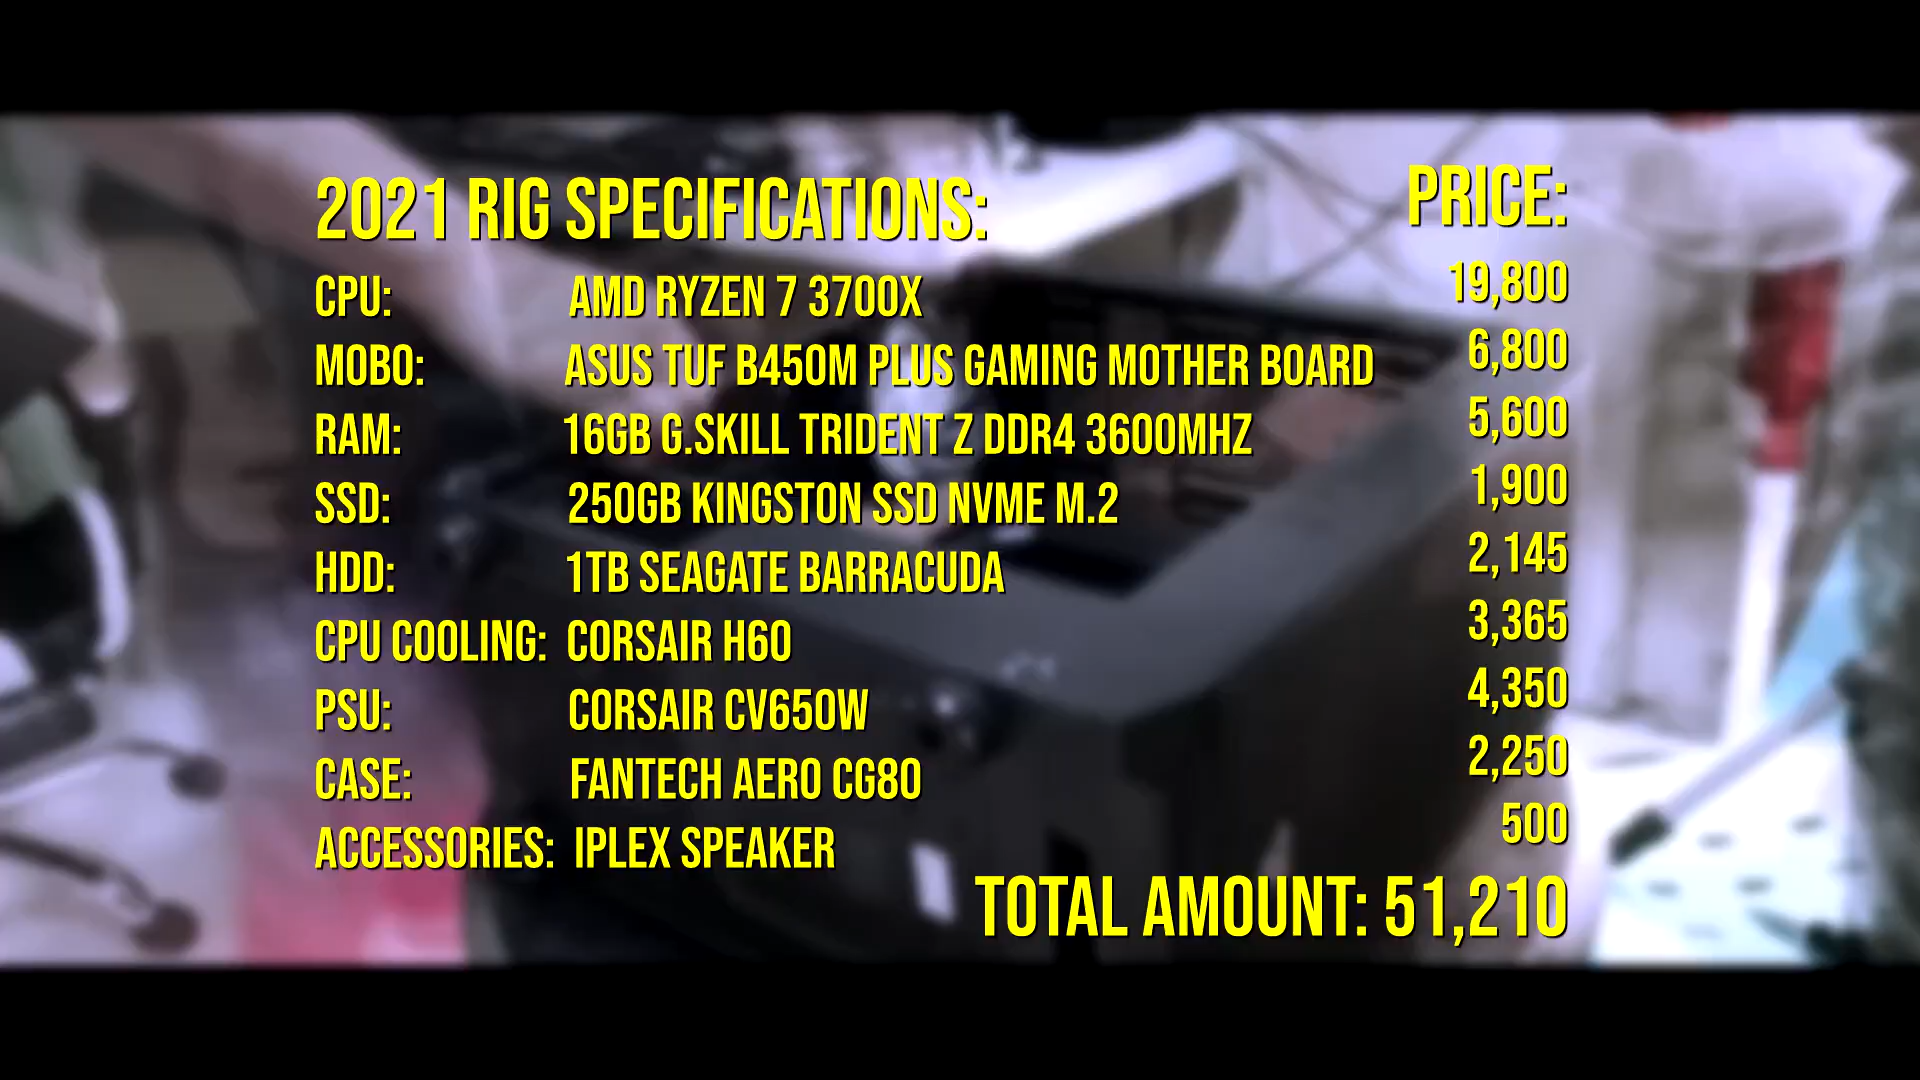 2021 RIG SPECIFICATIONS: PRICE:
CPU: AMD RYZEN 7 3700X 19,800
MOBO: ASUS TUF B450M PLUS GAMING MOTHER BOARD 6,800
RAM: 16GB G.SKILL TRIDENT Z DDR4 3600MHZ 5,600
SSD: 250GB KINGSTON SSD NVME M.2 1,900
HDD: 1TB SEAGATE BARRACUDA 2,145
CPU COOLING: CORSAIR H60 3,365
PSU: CORSAIR CV650W 4,350
CASE: FANTECH AERO CG80 2,250
ACCESSORIES: IPLEX SPEAKER 500
TOTAL AMOUNT: 51,210